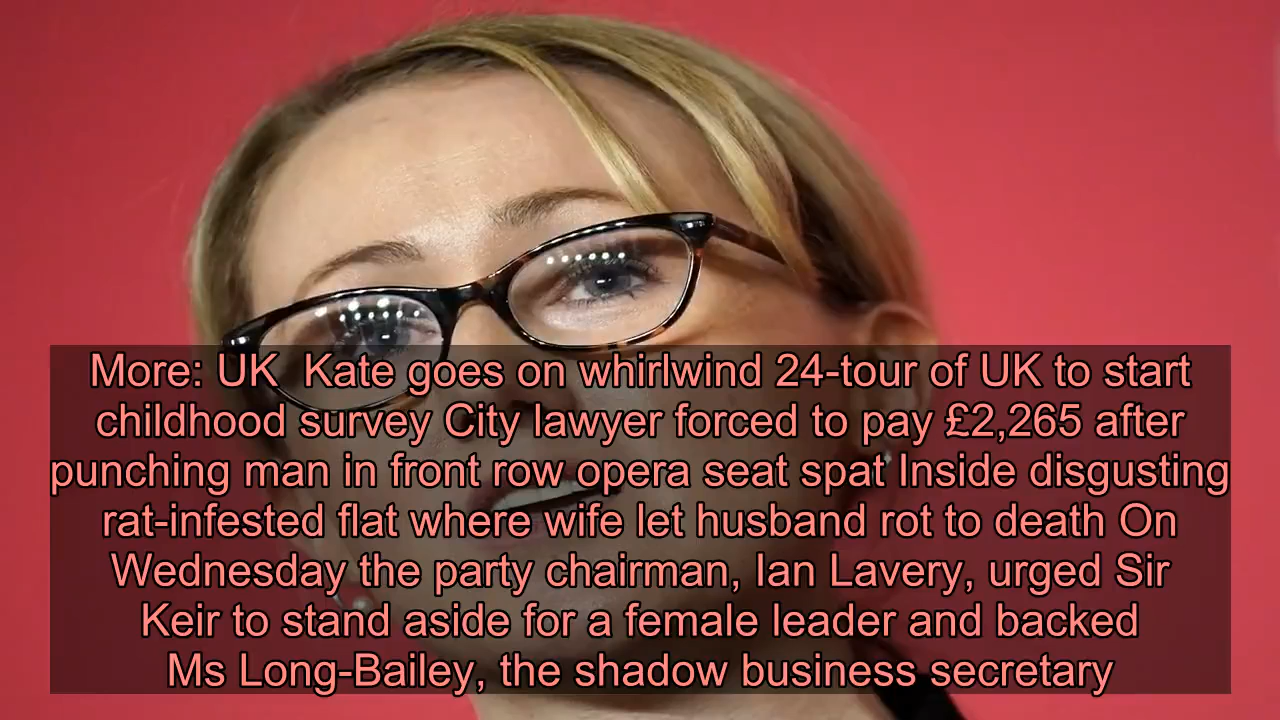 More: UK  Kate goes on whirlwind 24-tour of UK to start
childhood survey City lawyer forced to pay £2,265 after
punching man in front row opera seat spat Inside disgusting
rat-infested flat where wife let husband rot to death On
Wednesday the party chairman, Ian Lavery, urged Sir
Keir to stand aside for a female leader and backed
Ms Long-Bailey, the shadow business secretary